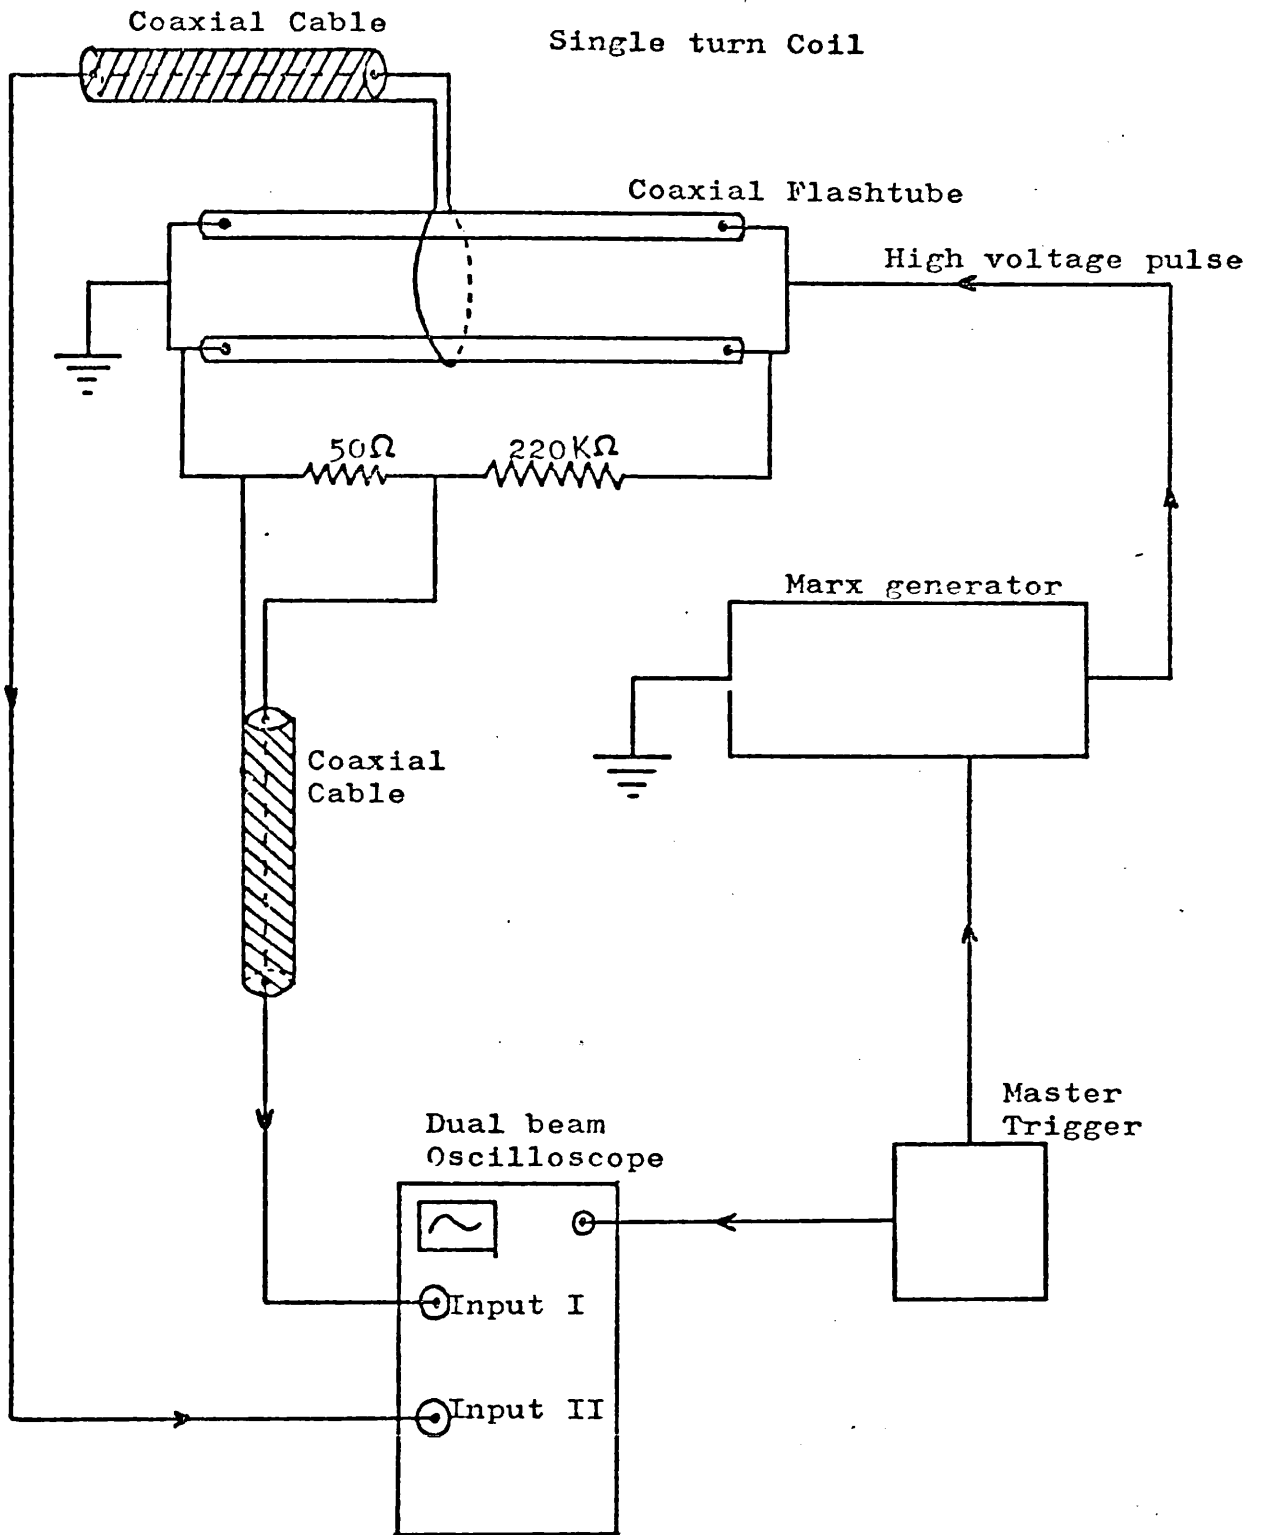 Coaxial Cable
Single turn Coil
Coaxial Flashtube
High voltage pulse
50Ω
220KΩ
Marx generator
Coaxial
Cable
Master
Trigger
Dual beam
Oscilloscope
Input I
Input II